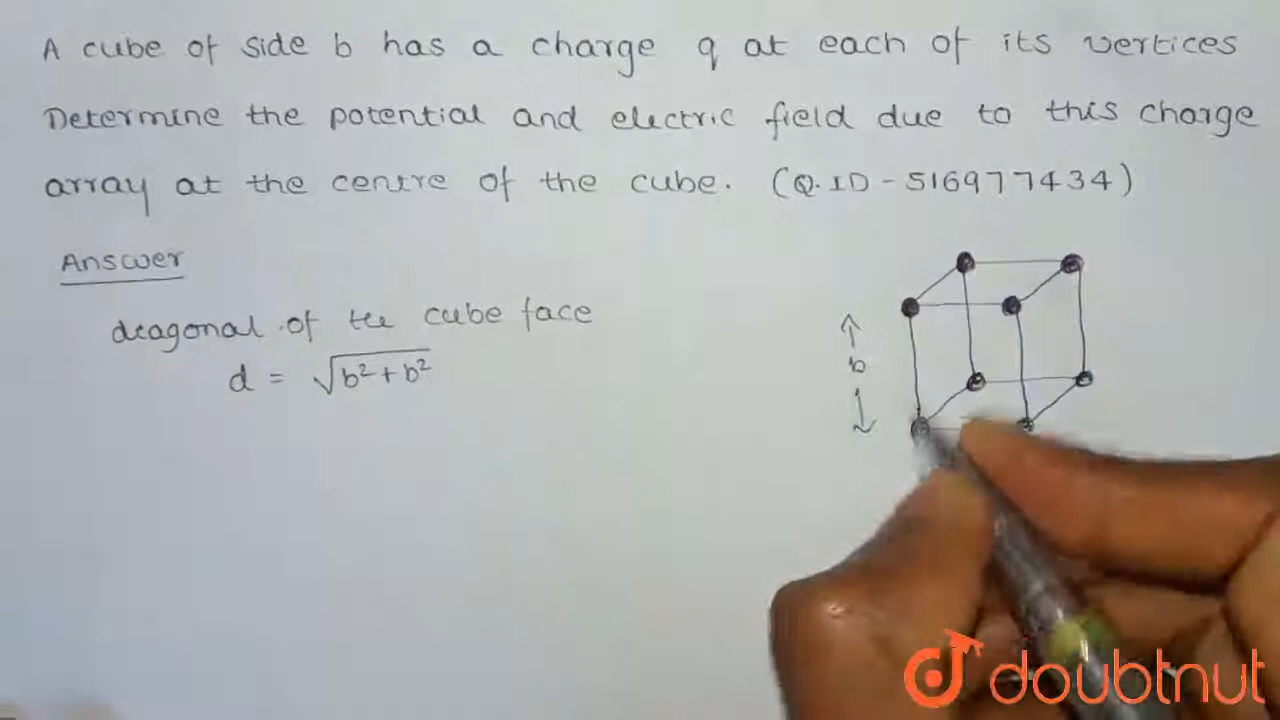 A cube of side b has a charge q at each of its vertices
Determine the potential and electric field due to this charge
array at the centre of the cube. (Q.ID - 516977434)
Answer
deagonal of the cube face
d = √b²+b²
b
doubtnut